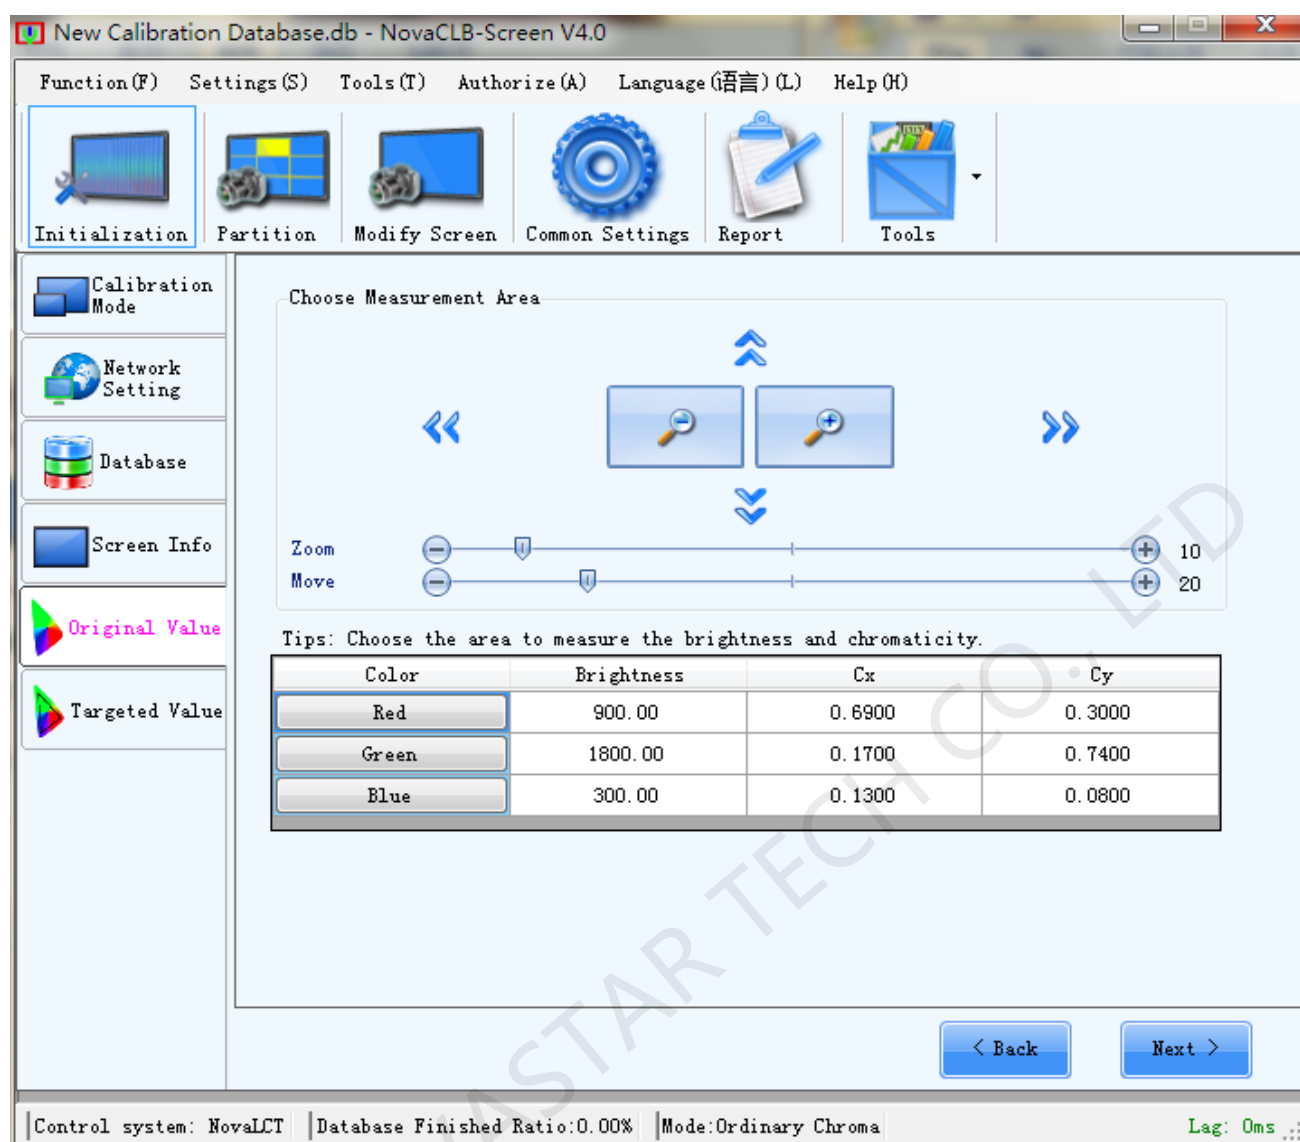 New Calibration Database.db - NovaCLB-Screen V4.0
Function(F) Settings(S) Tools(T) Authorize(A) Language(语言)(L) Help(H)
Initialization Partition Modify Screen Common Settings Report Tools
Calibration
Mode
Network
Setting
Database
Screen Info
Original Value
Targeted Value
Choose Measurement Area
Zoom 10
Move 20
Tips: Choose the area to measure the brightness and chromaticity.
Color Brightness Cx Cy
Red 900.00 0.6900 0.3000
Green 1800.00 0.1700 0.7400
Blue 300.00 0.1300 0.0800
< Back Next >
Control system: NovaLCT Database Finished Ratio:0.00% Mode:Ordinary Chroma Lag: 0ms
VASTAR TECH CO., LTD